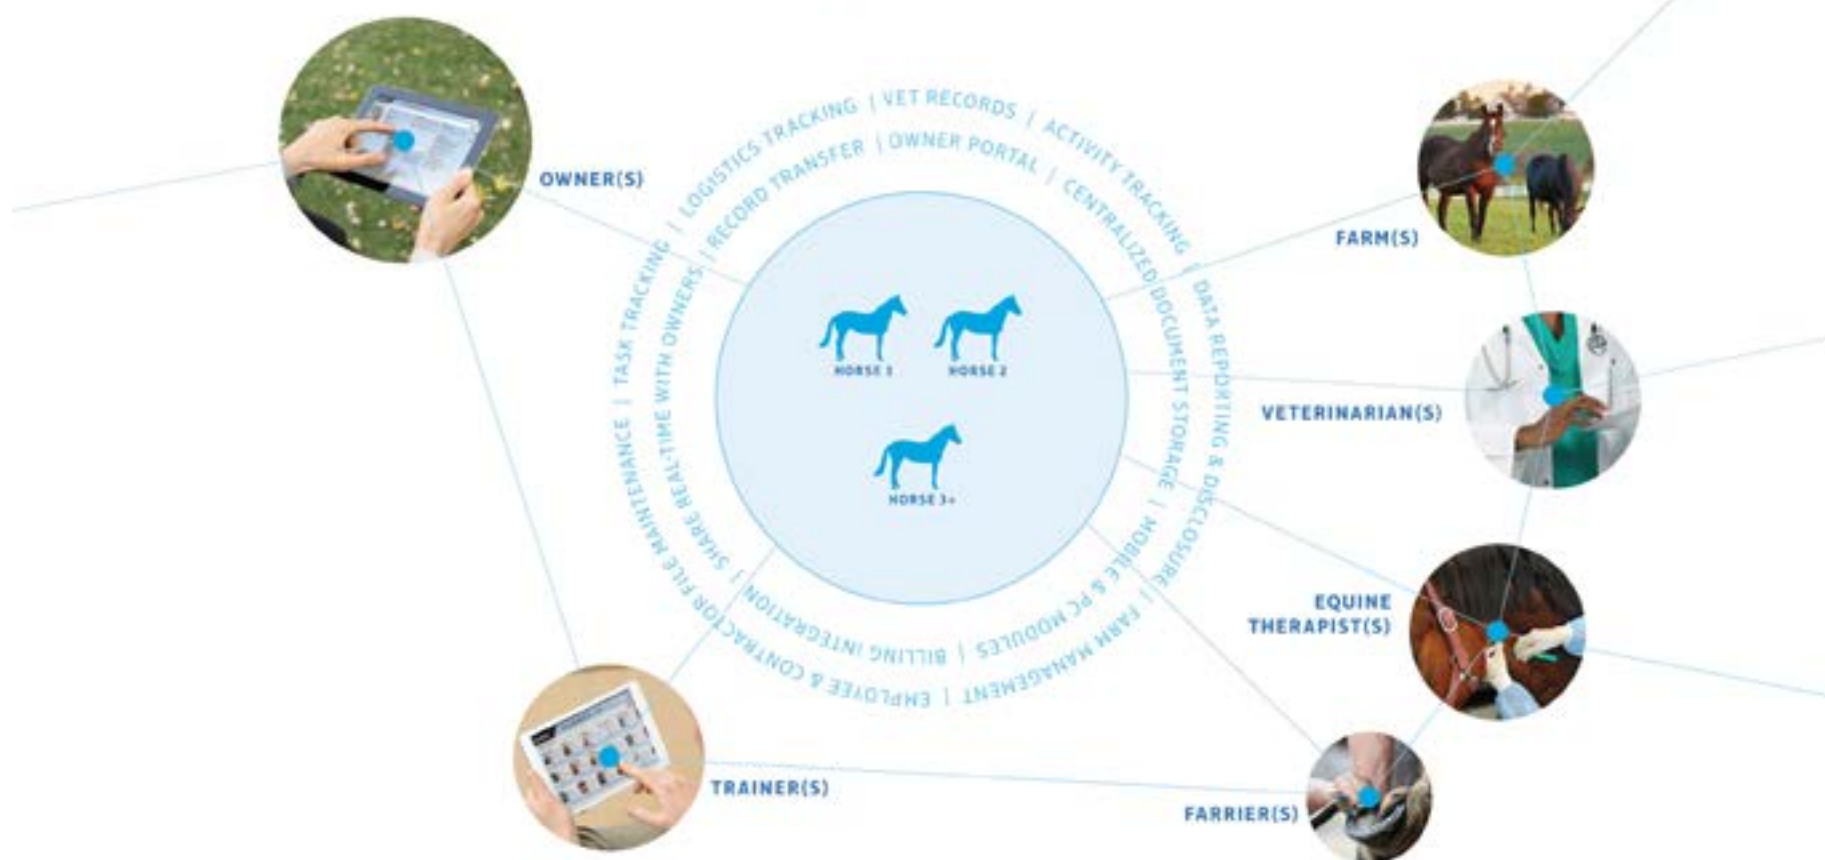 LOGISTICS TRACKING | VET RECORDS | ACTIVITY TRACKING | DATA REPORTING & DISCLOSURE | FARM MANAGEMENT | EMPLOYEE & CONTRACTOR FILE MAINTENANCE | TASK TRACKING |
RECORD TRANSFER | OWNER PORTAL | CENTRALIZED DOCUMENT STORAGE | MOBILE & PC MODULES | BILLING INTEGRATION | SHARE REAL-TIME WITH OWNERS |
OWNER(S)
FARM(S)
HORSE 1
HORSE 2
VETERINARIAN(S)
HORSE 3+
EQUINE
THERAPIST(S)
TRAINER(S)
FARRIER(S)